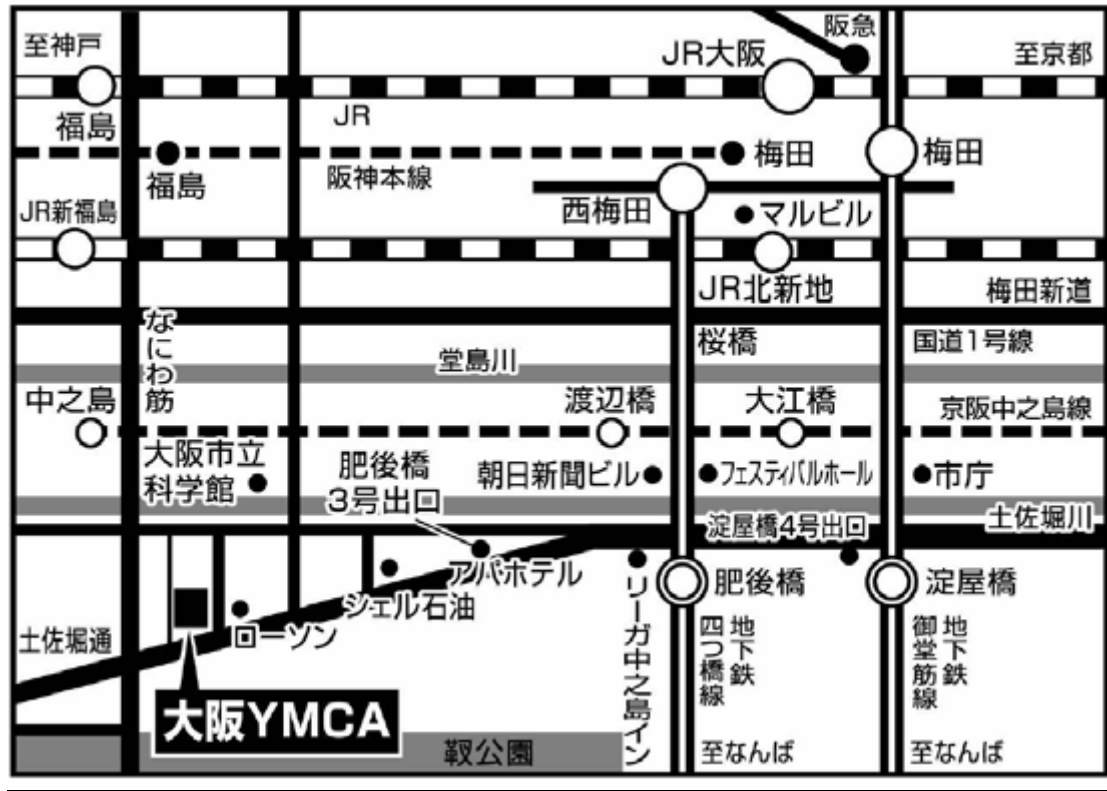 阪急
至神戸
JR大阪
至京都
福島
JR
梅田
梅田
福島
阪神本線
JR新福島
西梅田
マルビル
JR北新地
梅田新道
なにわ筋
桜橋
国道1号線
堂島川
中之島
渡辺橋
大江橋
京阪中之島線
大阪市立
科学館
肥後橋
3号出口
朝日新聞ビル
フェスティバルホール
市庁
土佐堀川
淀屋橋4号出口
アパホテル
肥後橋
淀屋橋
シェル石油
ローソン
土佐堀通
リーガ中之島イン
地下鉄
四つ橋線
地下鉄
御堂筋線
大阪YMCA
靱公園
至なんば
至なんば